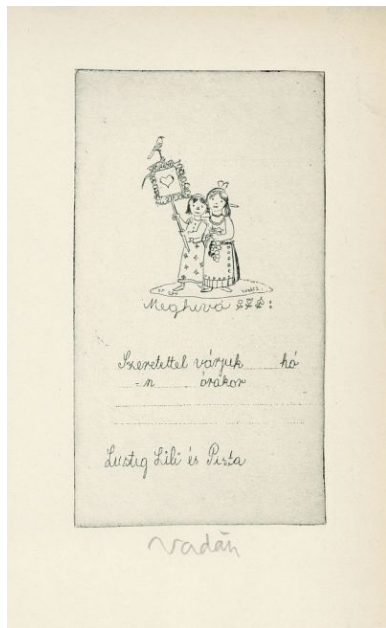 Meghívó
Szeretettel várjuk hó
-n órakor
Lustig Lili és Pista
Vadász